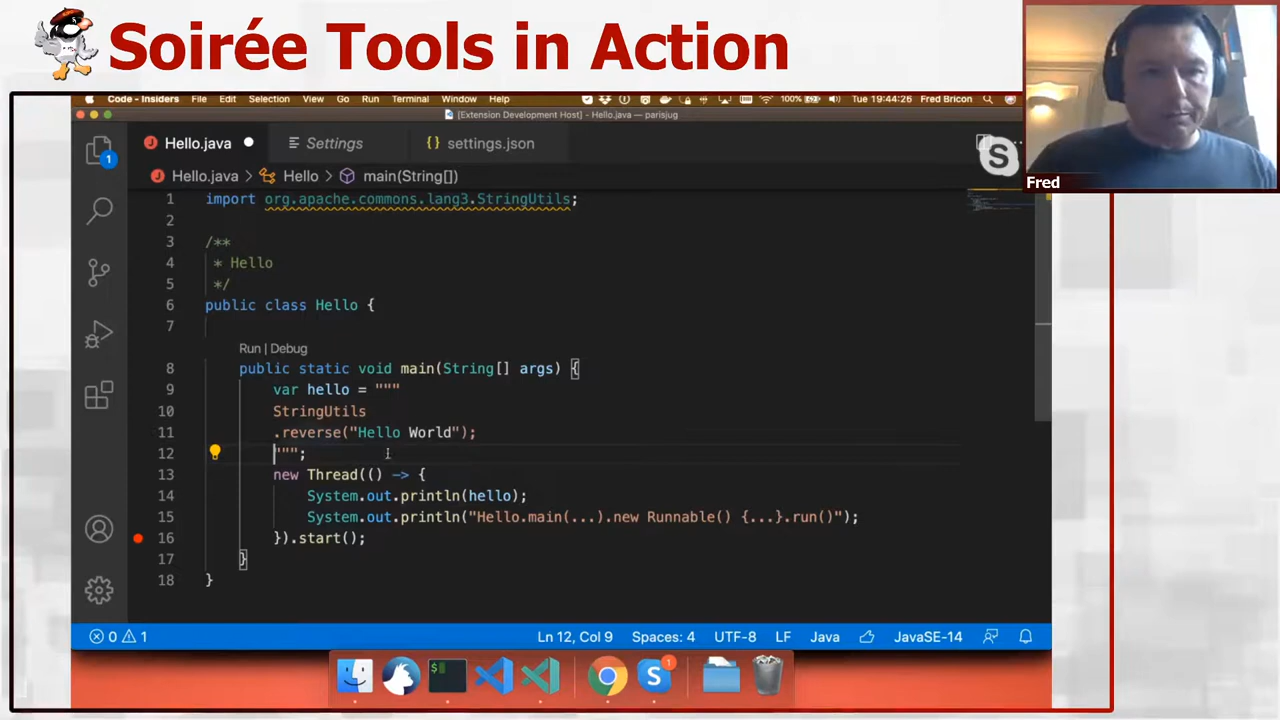 Soirée Tools in Action
Code - Insiders File Edit Selection View Go Run Terminal Window Help 100% Tue 19:44:26 Fred Bricon
[Extension Development Host] - Hello.java — parisjug
Hello.java Settings settings.json
Hello.java > Hello > main(String[])
Fred
1 import org.apache.commons.lang3.StringUtils;
2
3 /**
4 * Hello
5 */
6 public class Hello {
7
Run | Debug
8 public static void main(String[] args) {
9 var hello = """
10 StringUtils
11 .reverse("Hello World");
12 """;
13 new Thread(() -> {
14 System.out.println(hello);
15 System.out.println("Hello.main(...).new Runnable() {...}.run()");
16 }).start();
17 }
18 }
1
0 1 Ln 12, Col 9 Spaces: 4 UTF-8 LF Java JavaSE-14
$
S 1